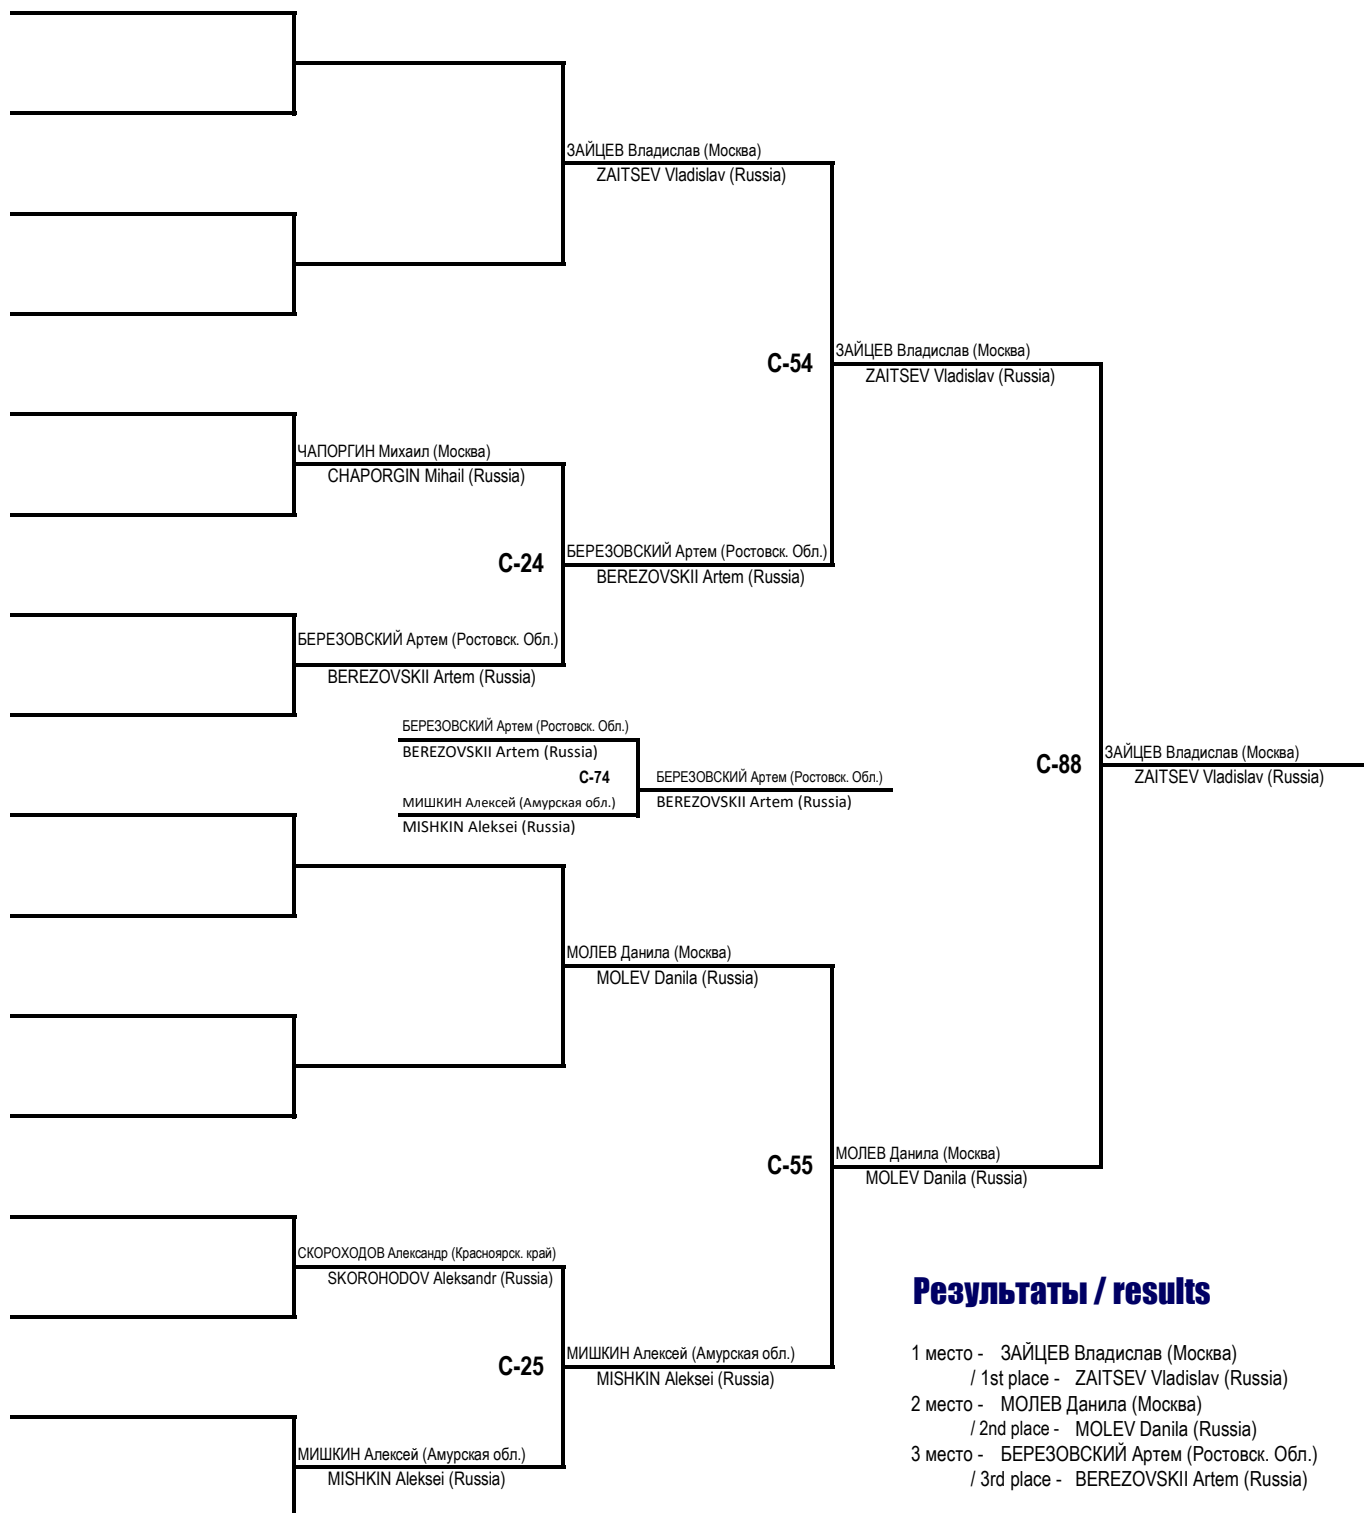 ЗАЙЦЕВ Владислав (Москва)
ZAITSEV Vladislav (Russia)
C-54
ЗАЙЦЕВ Владислав (Москва)
ZAITSEV Vladislav (Russia)
ЧАПОРГИН Михаил (Москва)
CHAPORGIN Mihail (Russia)
C-24
БЕРЕЗОВСКИЙ Артем (Ростовск. Обл.)
BEREZOVSKII Artem (Russia)
БЕРЕЗОВСКИЙ Артем (Ростовск. Обл.)
BEREZOVSKII Artem (Russia)
БЕРЕЗОВСКИЙ Артем (Ростовск. Обл.)
BEREZOVSKII Artem (Russia)
C-74
МИШКИН Алексей (Амурская обл.)
MISHKIN Aleksei (Russia)
БЕРЕЗОВСКИЙ Артем (Ростовск. Обл.)
BEREZOVSKII Artem (Russia)
C-88
ЗАЙЦЕВ Владислав (Москва)
ZAITSEV Vladislav (Russia)
МОЛЕВ Данила (Москва)
MOLEV Danila (Russia)
C-55
МОЛЕВ Данила (Москва)
MOLEV Danila (Russia)
СКОРОХОДОВ Александр (Красноярск. край)
SKOROHODOV Aleksandr (Russia)
C-25
МИШКИН Алексей (Амурская обл.)
MISHKIN Aleksei (Russia)
МИШКИН Алексей (Амурская обл.)
MISHKIN Aleksei (Russia)
Результаты / results
1 место - ЗАЙЦЕВ Владислав (Москва)
/ 1st place - ZAITSEV Vladislav (Russia)
2 место - МОЛЕВ Данила (Москва)
/ 2nd place - MOLEV Danila (Russia)
3 место - БЕРЕЗОВСКИЙ Артем (Ростовск. Обл.)
/ 3rd place - BEREZOVSKII Artem (Russia)